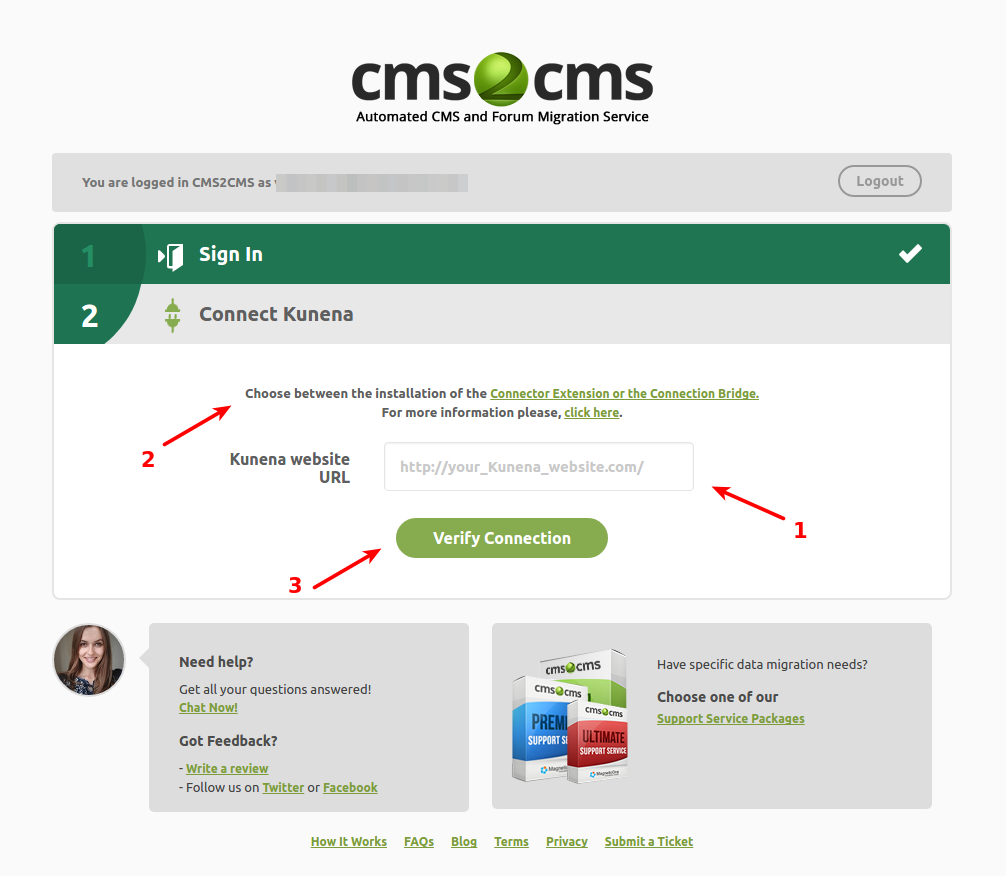 cms2cms
Automated CMS and Forum Migration Service
You are logged in CMS2CMS as
Logout
1
Sign In
2
Connect Kunena
Choose between the installation of the Connector Extension or the Connection Bridge.
For more information please, click here.
2
Kunena website
URL
http://your_Kunena_website.com/
1
Verify Connection
3
Need help?
Get all your questions answered!
Chat Now!
Got Feedback?
- Write a review
- Follow us on Twitter or Facebook
cms2cms
cms2cms
PREMI
SUPPORT SE
MagneticOne
cms2cms
ULTIMATE
SUPPORT SERVICE
MagneticOne
Have specific data migration needs?
Choose one of our
Support Service Packages
How It Works FAQs Blog Terms Privacy Submit a Ticket